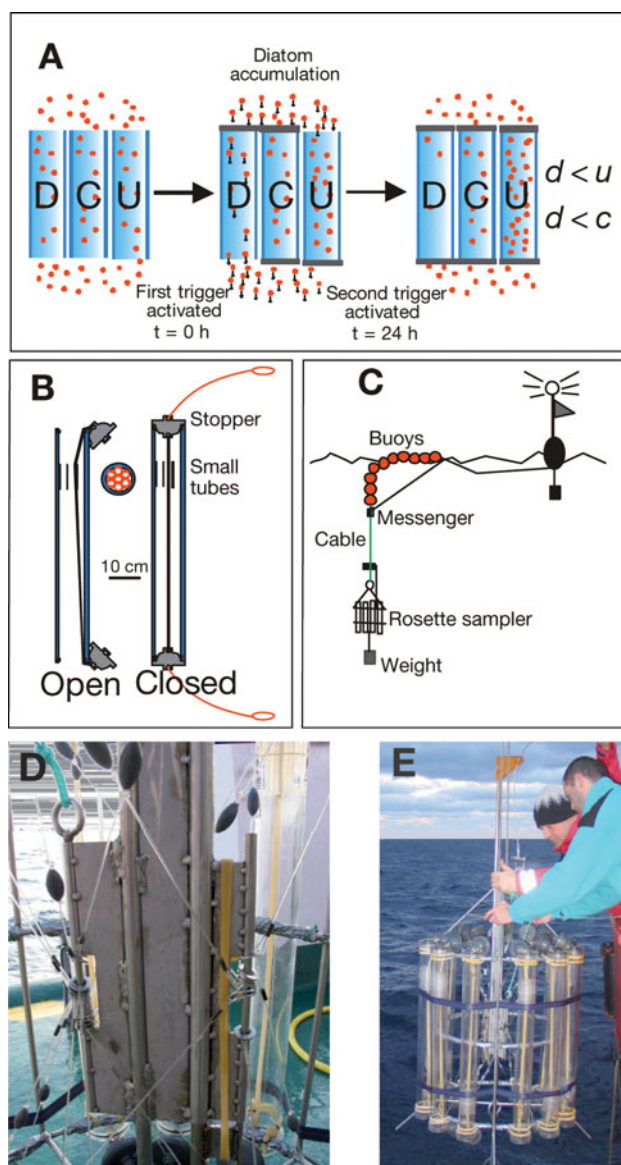 A
Diatom
accumulation
D C U
D C U
D C U
d < u
d < c
First trigger
activated
t = 0 h
Second trigger
activated
t = 24 h
B
Stopper
Small
tubes
10 cm
Open
Closed
C
Buoys
Messenger
Cable
Rosette sampler
Weight
D
E